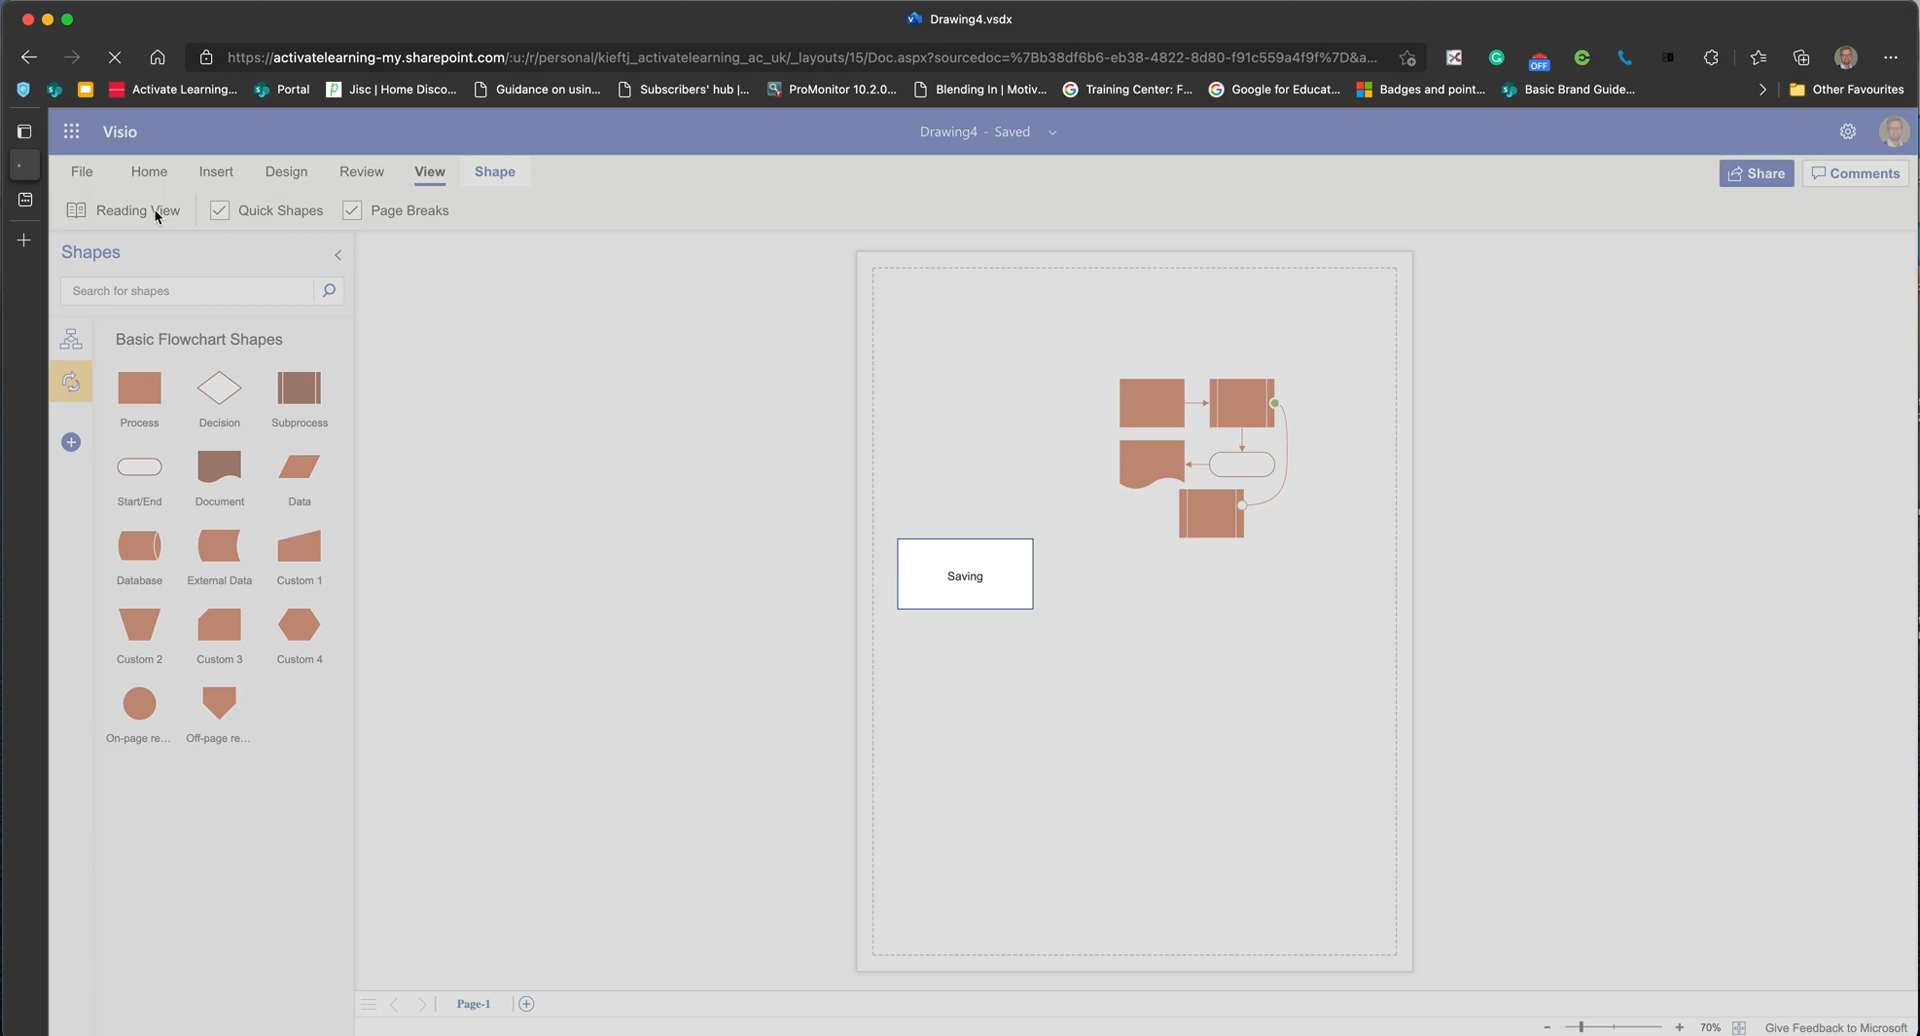 Drawing4.vsdx
https://activatelearning-my.sharepoint.com/:u:/r/personal/kieftj_activatelearning_ac_uk/_layouts/15/Doc.aspx?sourcedoc=%7Bb38df6b6-eb38-4822-8d80-f91c559a4f9f%7D&a...
OFF
Activate Learning... Portal Jisc | Home Disco... Guidance on usin... Subscribers' hub |... ProMonitor 10.2.0... Blending In | Motiv... Training Center: F... Google for Educat... Badges and point... Basic Brand Guide... Other Favourites
Visio Drawing4 - Saved
File Home Insert Design Review View Shape Share Comments
Reading View Quick Shapes Page Breaks
Shapes
Search for shapes
Basic Flowchart Shapes
Process Decision Subprocess
Start/End Document Data
Database External Data Custom 1
Custom 2 Custom 3 Custom 4
On-page re... Off-page re...
Saving
Page-1
70% Give Feedback to Microsoft